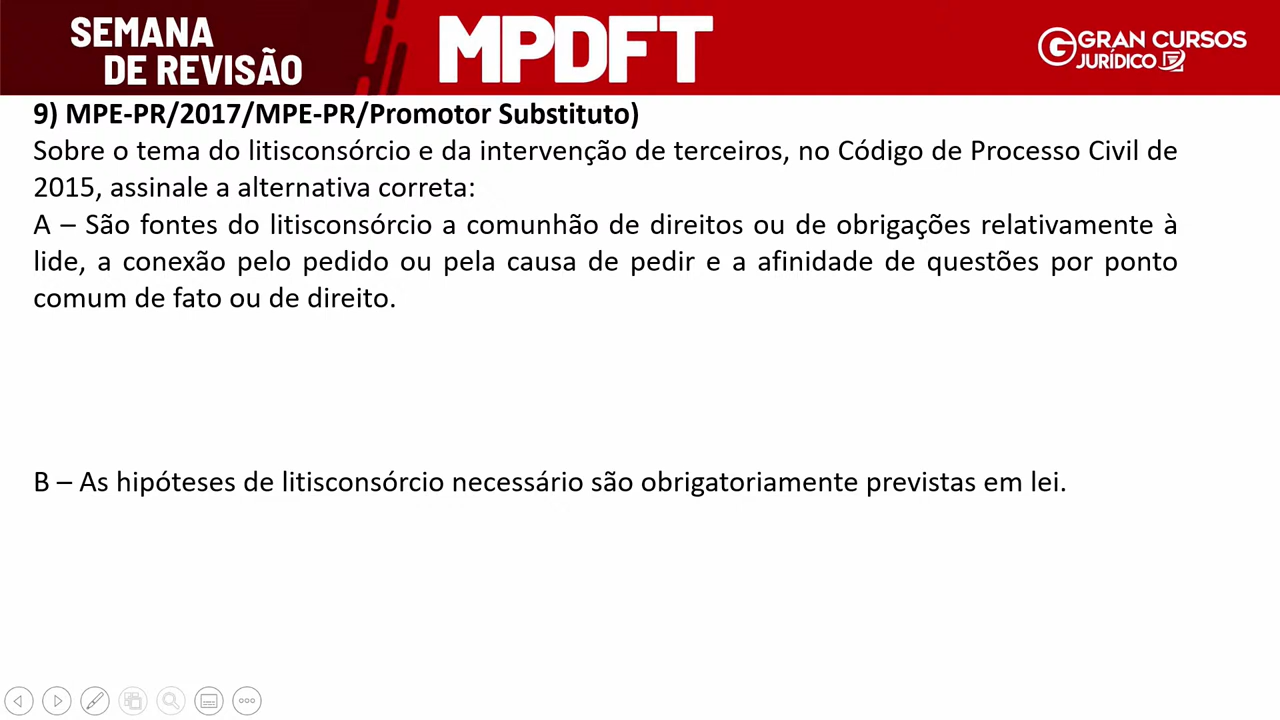 SEMANA
DE REVISÃO
MPDFT
GRAN CURSOS
JURÍDICO
9) MPE-PR/2017/MPE-PR/Promotor Substituto)
Sobre o tema do litisconsórcio e da intervenção de terceiros, no Código de Processo Civil de
2015, assinale a alternativa correta:
A – São fontes do litisconsórcio a comunhão de direitos ou de obrigações relativamente à
lide, a conexão pelo pedido ou pela causa de pedir e a afinidade de questões por ponto
comum de fato ou de direito.
B – As hipóteses de litisconsórcio necessário são obrigatoriamente previstas em lei.